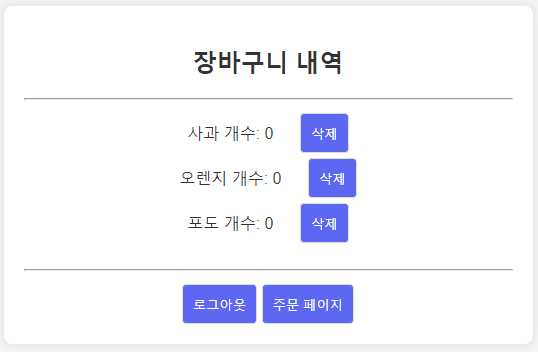 장바구니 내역
사과 개수: 0 삭제
오렌지 개수: 0 삭제
포도 개수: 0 삭제
로그아웃 주문 페이지